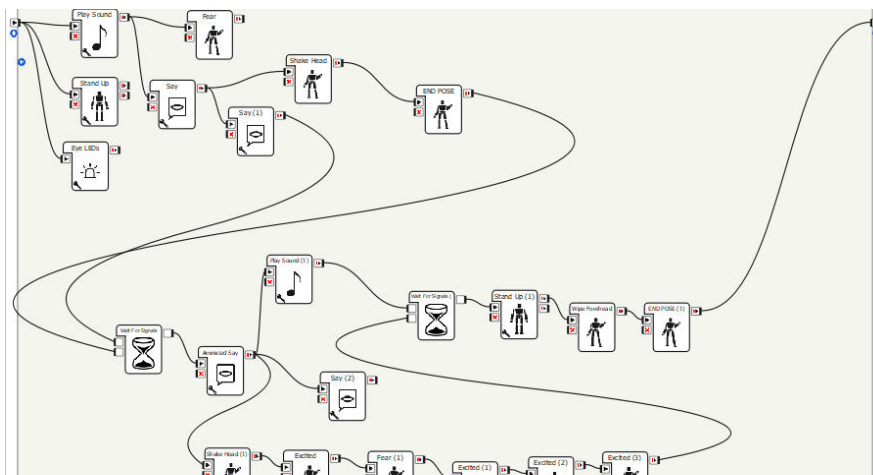 Play Sound
Fear
Stand Up
Say
Shake Head
END POSE
Say (1)
Eye LEDs
Play Sound (1)
Wait For Signals (
Stand Up (1)
Wipe Forehead
END POSE (1)
Wait For Signals
Animated Say
Say (2)
Shake Head (1)
Excited
Fear (1)
Excited (1)
Excited (2)
Excited (3)